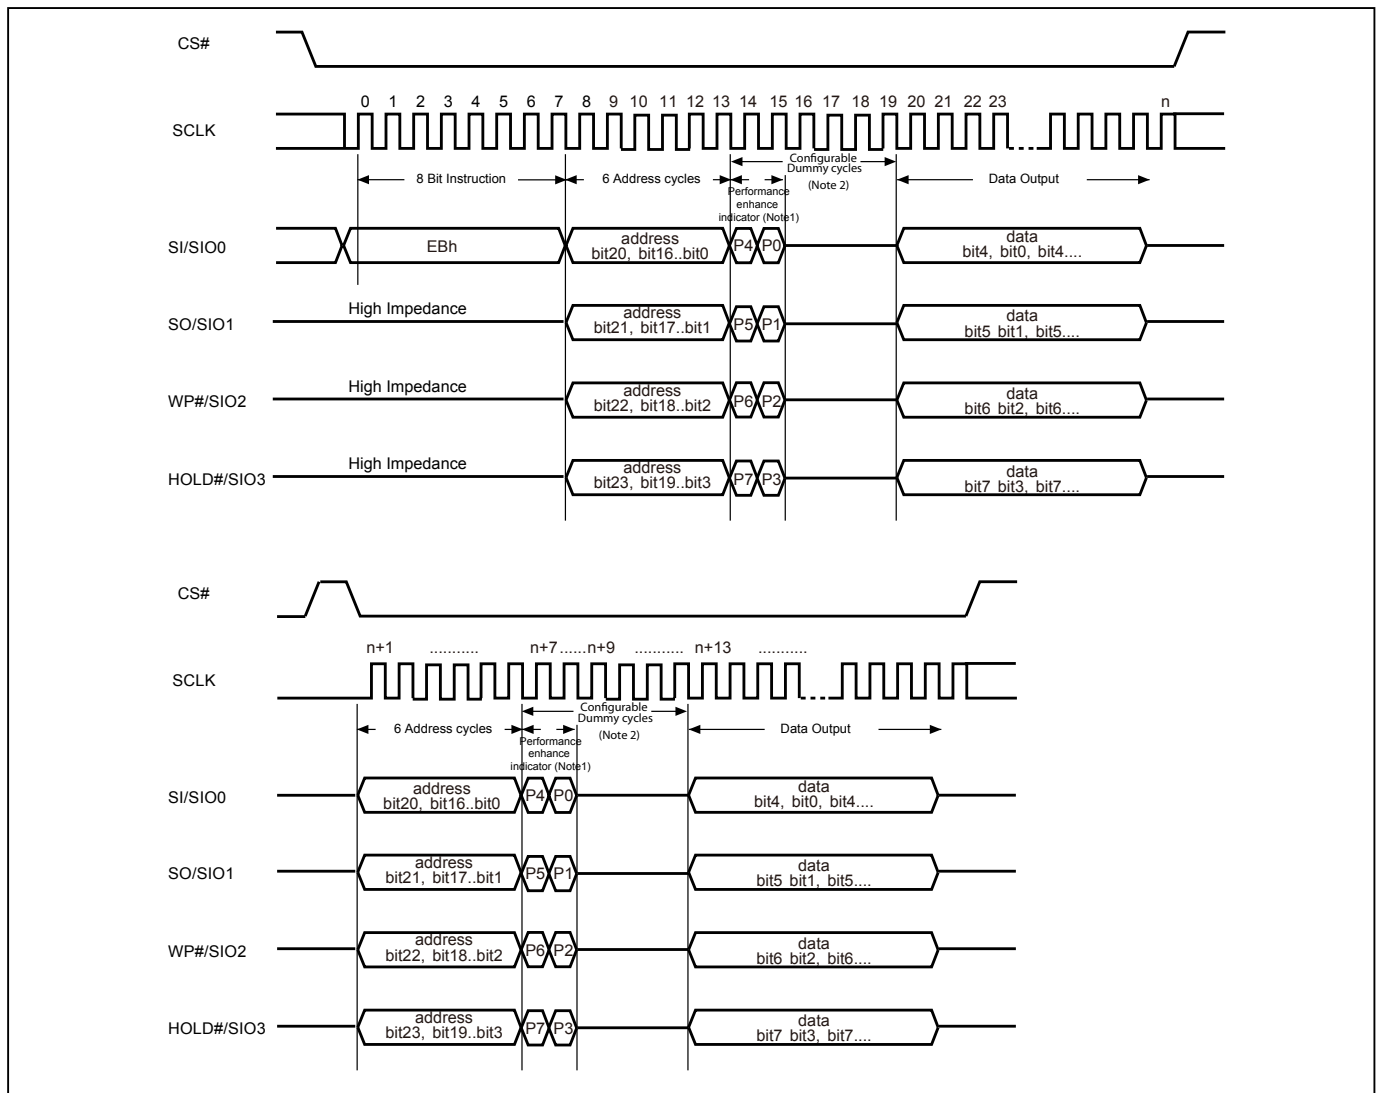 CS#
0 1 2 3 4 5 6 7 8 9 10 11 12 13 14 15 16 17 18 19 20 21 22 23 n
SCLK
Configurable
Dummy cycles
(Note 2)
8 Bit Instruction
6 Address cycles
Data Output
Performance
enhance
indicator (Note1)
SI/SIO0
EBh
address
bit20, bit16..bit0
P4
P0
data
bit4, bit0, bit4....
SO/SIO1
High Impedance
address
bit21, bit17..bit1
P5
P1
data
bit5 bit1, bit5....
WP#/SIO2
High Impedance
address
bit22, bit18..bit2
P6
P2
data
bit6 bit2, bit6....
HOLD#/SIO3
High Impedance
address
bit23, bit19..bit3
P7
P3
data
bit7 bit3, bit7....
CS#
n+1 ........... n+7 ......n+9 ........... n+13 ...........
SCLK
Configurable
Dummy cycles
(Note 2)
6 Address cycles
Data Output
Performance
enhance
indicator (Note1)
SI/SIO0
address
bit20, bit16..bit0
P4
P0
data
bit4, bit0, bit4....
SO/SIO1
address
bit21, bit17..bit1
P5
P1
data
bit5 bit1, bit5....
WP#/SIO2
address
bit22, bit18..bit2
P6
P2
data
bit6 bit2, bit6....
HOLD#/SIO3
address
bit23, bit19..bit3
P7
P3
data
bit7 bit3, bit7....